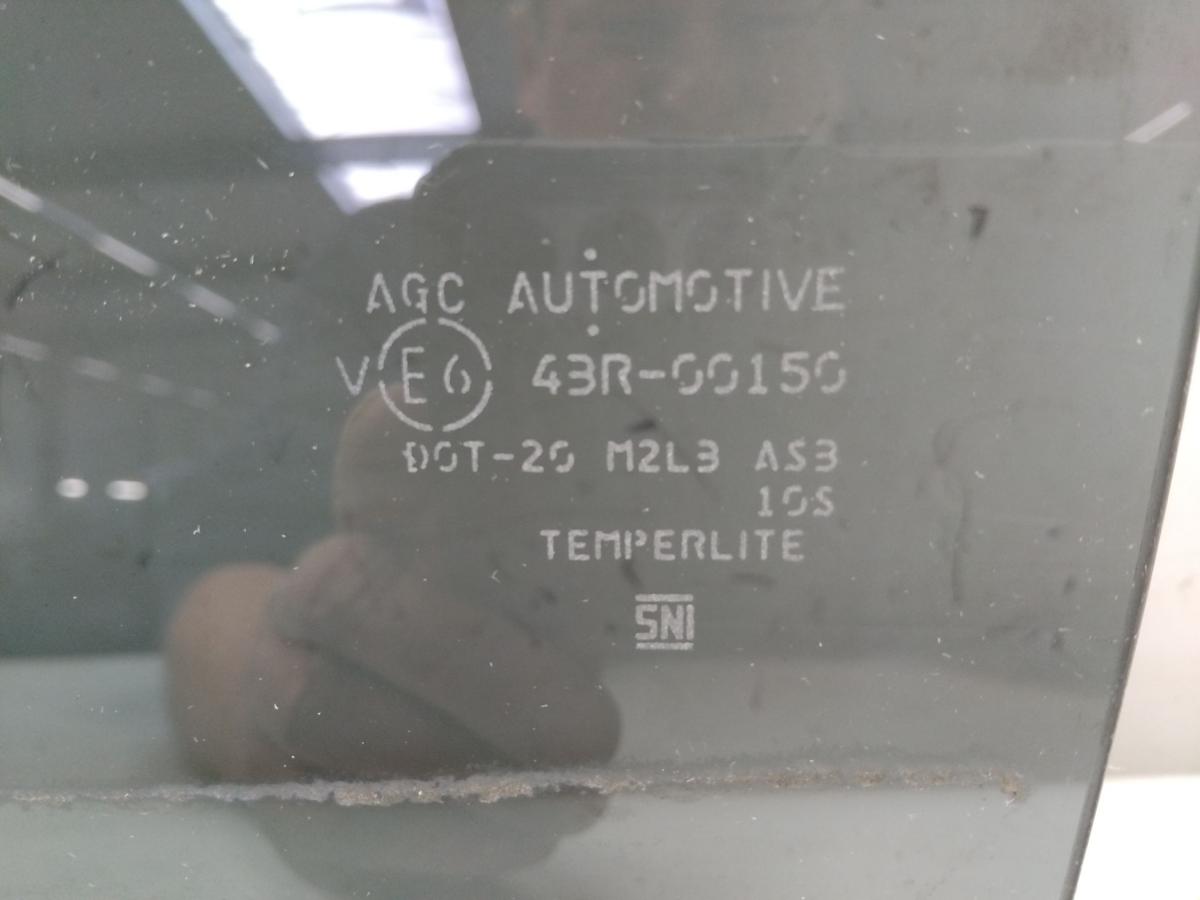 AGC AUTOMOTIVE
V E6 43R-00150
DOT-20 M2L3 AS3
10S
TEMPERLITE
SNI